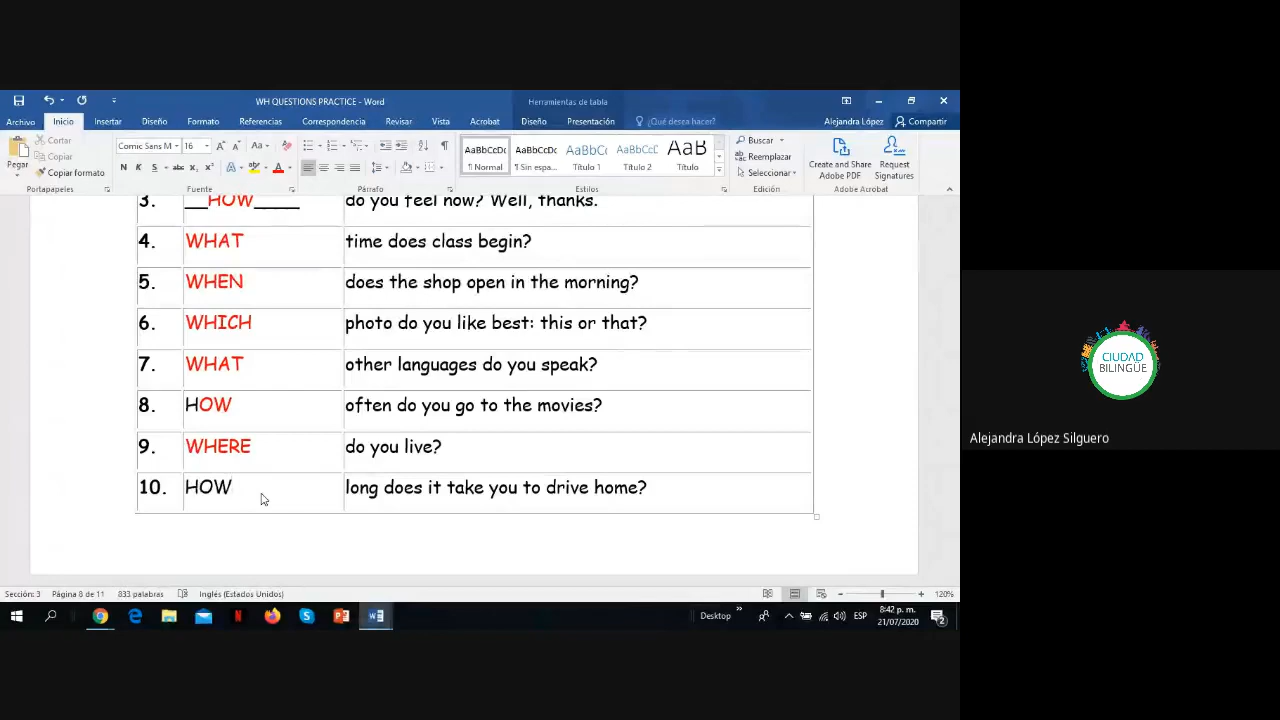 WH QUESTIONS PRACTICE - Word
Herramientas de tabla
Archivo Inicio Insertar Diseño Formato Referencias Correspondencia Revisar Vista Acrobat Diseño Presentación ¿Qué desea hacer? Alejandra López Compartir
Pegar
Cortar
Copiar
Copiar formato
Portapapeles
Comic Sans M 16
Fuente
Párrafo
AaBbCcDc AaBbCcDc AaBbCc AaBbCcC AaB
¶ Normal ¶ Sin espa... Título 1 Título 2 Título
Estilos
Buscar
Reemplazar
Seleccionar
Edición
Create and Share Adobe PDF
Request Signatures
Adobe Acrobat
3. __HOW____ do you feel now? Well, thanks.
4. WHAT time does class begin?
5. WHEN does the shop open in the morning?
6. WHICH photo do you like best: this or that?
7. WHAT other languages do you speak?
8. HOW often do you go to the movies?
9. WHERE do you live?
10. HOW long does it take you to drive home?
Sección: 3 Página 8 de 11 833 palabras Inglés (Estados Unidos) 120%
Desktop ESP 8:42 p. m.
21/07/2020
CIUDAD
BILINGÜE
Alejandra López Silguero